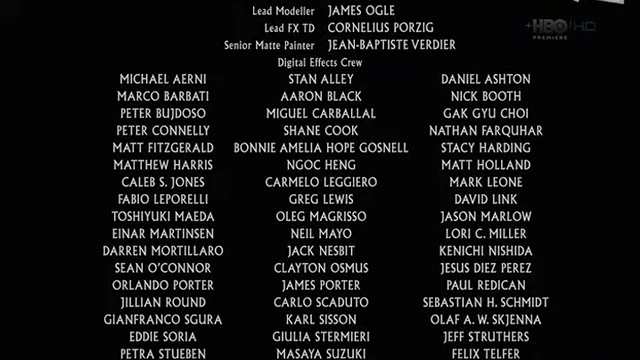 Lead Modeller JAMES OGLE
Lead FX TD CORNELIUS PORZIG
Senior Matte Painter JEAN-BAPTISTE VERDIER
+HBO HD
PREMIERE
Digital Effects Crew
MICHAEL AERNI STAN ALLEY DANIEL ASHTON
MARCO BARBATI AARON BLACK NICK BOOTH
PETER BUJDOSO MIGUEL CARBALLAL GAK GYU CHOI
PETER CONNELLY SHANE COOK NATHAN FARQUHAR
MATT FITZGERALD BONNIE AMELIA HOPE GOSNELL STACY HARDING
MATTHEW HARRIS NGOC HENG MATT HOLLAND
CALEB S. JONES CARMELO LEGGIERO MARK LEONE
FABIO LEPORELLI GREG LEWIS DAVID LINK
TOSHIYUKI MAEDA OLEG MAGRISSO JASON MARLOW
EINAR MARTINSEN NEIL MAYO LORI C. MILLER
DARREN MORTILLARO JACK NESBIT KENICHI NISHIDA
SEAN O'CONNOR CLAYTON OSMUS JESUS DIEZ PEREZ
ORLANDO PORTER JAMES PORTER PAUL REDICAN
JILLIAN ROUND CARLO SCADUTO SEBASTIAN H. SCHMIDT
GIANFRANCO SGURA KARL SISSON OLAF A. W. SKJENNA
EDDIE SORIA GIULIA STERMIERI JEFF STRUTHERS
PETRA STUEBEN MASAYA SUZUKI FELIX TELFER